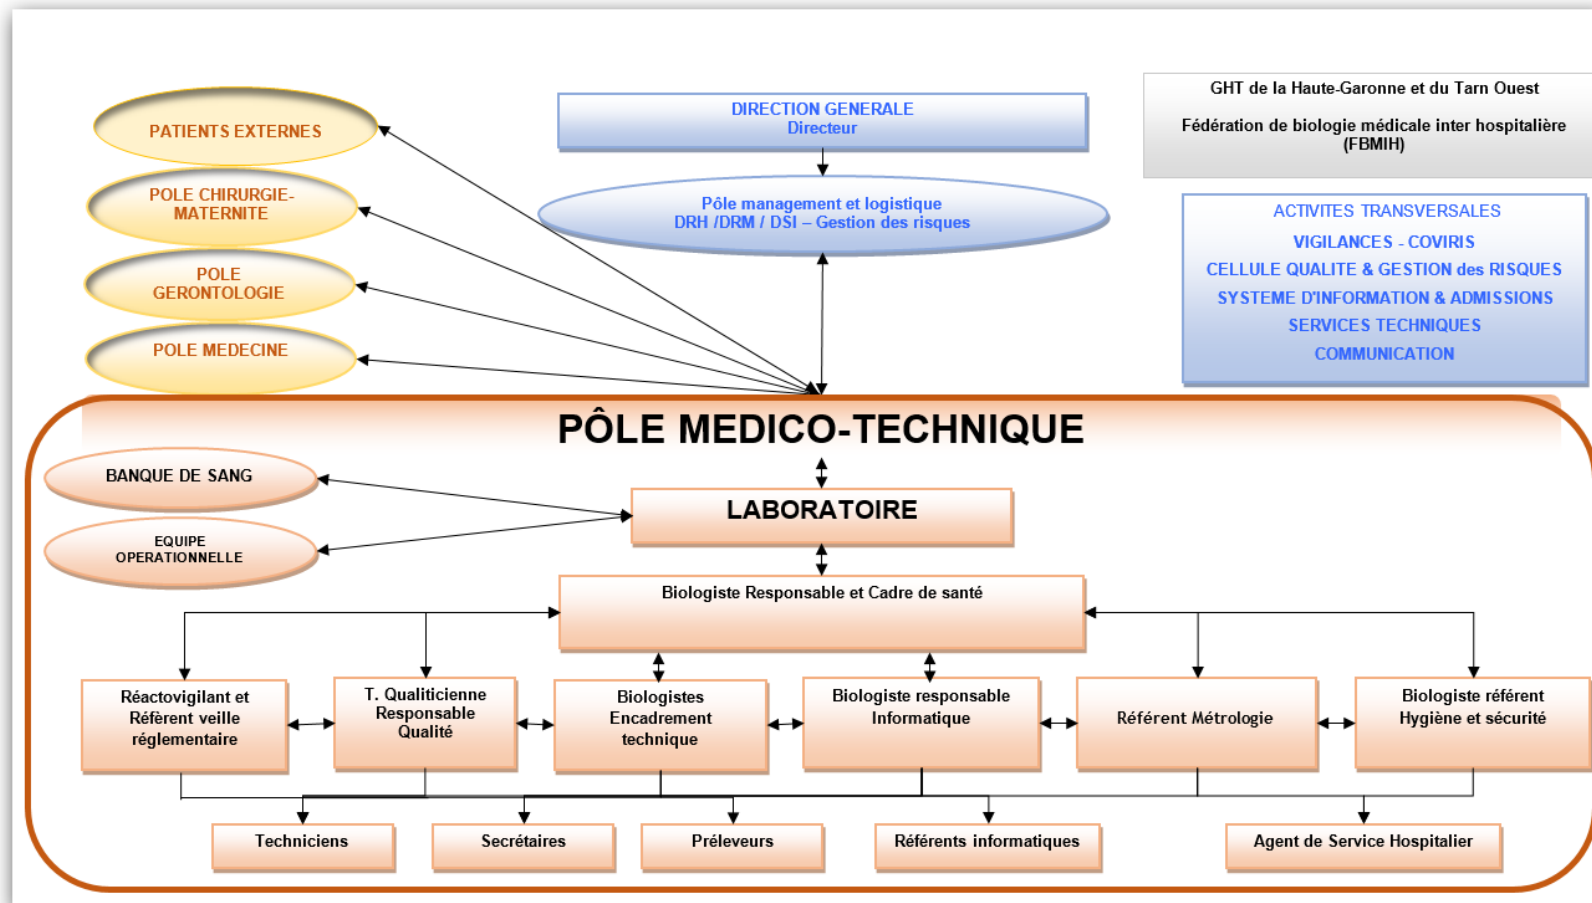 PATIENTS EXTERNES
POLE CHIRURGIE-
MATERNITE
POLE
GERONTOLOGIE
POLE MEDECINE
DIRECTION GENERALE
Directeur
Pôle management et logistique
DRH /DRM / DSI – Gestion des risques
GHT de la Haute-Garonne et du Tarn Ouest
Fédération de biologie médicale inter hospitalière
(FBMIH)
ACTIVITES TRANSVERSALES
VIGILANCES - COVIRIS
CELLULE QUALITE & GESTION des RISQUES
SYSTEME D'INFORMATION & ADMISSIONS
SERVICES TECHNIQUES
COMMUNICATION
PÔLE MEDICO-TECHNIQUE
BANQUE DE SANG
EQUIPE
OPERATIONNELLE
LABORATOIRE
Biologiste Responsable et Cadre de santé
Réactovigilant et
Réfèrent veille
réglementaire
T. Qualiticienne
Responsable
Qualité
Biologistes
Encadrement
technique
Biologiste responsable
Informatique
Référent Métrologie
Biologiste référent
Hygiène et sécurité
Techniciens
Secrétaires
Préleveurs
Référents informatiques
Agent de Service Hospitalier